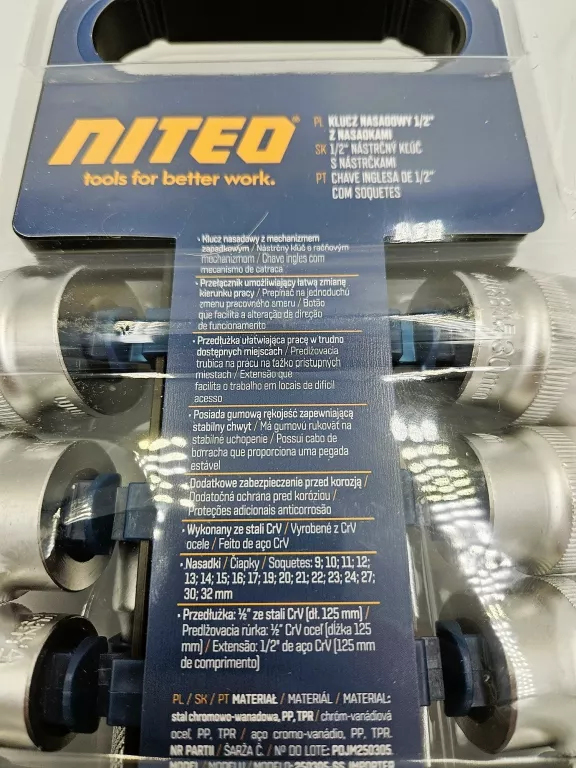 NITEO®
tools for better work.
PL KLUCZ NASADOWY 1/2"
Z NASADKAMI
SK 1/2" NÁSTRČNÝ KĽÚČ
S NÁSTRČKAMI
PT CHAVE INGLESA DE 1/2"
COM SOQUETES
• Klucz nasadowy z mechanizmem
zapadkowym / Nástrčný kľúč s račňovým
mechanizmom / Chave ingles com
mecanismo de catraca
• Przełącznik umożliwiający łatwą zmianę
kierunku pracy / Prepínač na jednoduchú
zmenu pracovného smeru / Botão
que facilita a alteração de direção
de funcionamento
• Przedłużka ułatwiająca pracę w trudno
dostępnych miejscach / Predlžovacia
trubica na prácu na ťažko prístupných
miestach / Extensão que
facilita o trabalho em locais de difícil
acesso
• Posiada gumową rękojeść zapewniającą
stabilny chwyt / Má gumovú rukoväť na
stabilné uchopenie / Possui cabo de
borracha que proporciona uma pegada
estável
• Dodatkowe zabezpieczenie przed korozją /
Dodatočná ochrana pred koróziou /
Proteções adicionais anticorrosão
• Wykonany ze stali CrV / Vyrobené z CrV
ocele / Feito de aço CrV
• Nasadki / Čiapky / Soquetes: 9; 10; 11; 12;
13; 14; 15; 16; 17; 19; 20; 21; 22; 23; 24; 27;
30; 32 mm
• Przedłużka: ½" ze stali CrV (dł. 125 mm) /
Predlžovacia rúrka: ½" CrV oceľ (dĺžka 125
mm) / Extensão: 1/2" de aço CrV (125 mm
de comprimento)
PL / SK / PT MATERIAŁ / MATERIÁL / MATERIAL:
stal chromowo-wanadowa, PP, TPR / chróm-vanádiová
oceľ, PP, TPR / aço cromo-vanádio, PP, TPR.
NR PARTII / ŠARŽA Č. / Nº DO LOTE: POJM250305.
MODEL / MODELU / MODELO: 250305-SS IMPORTER